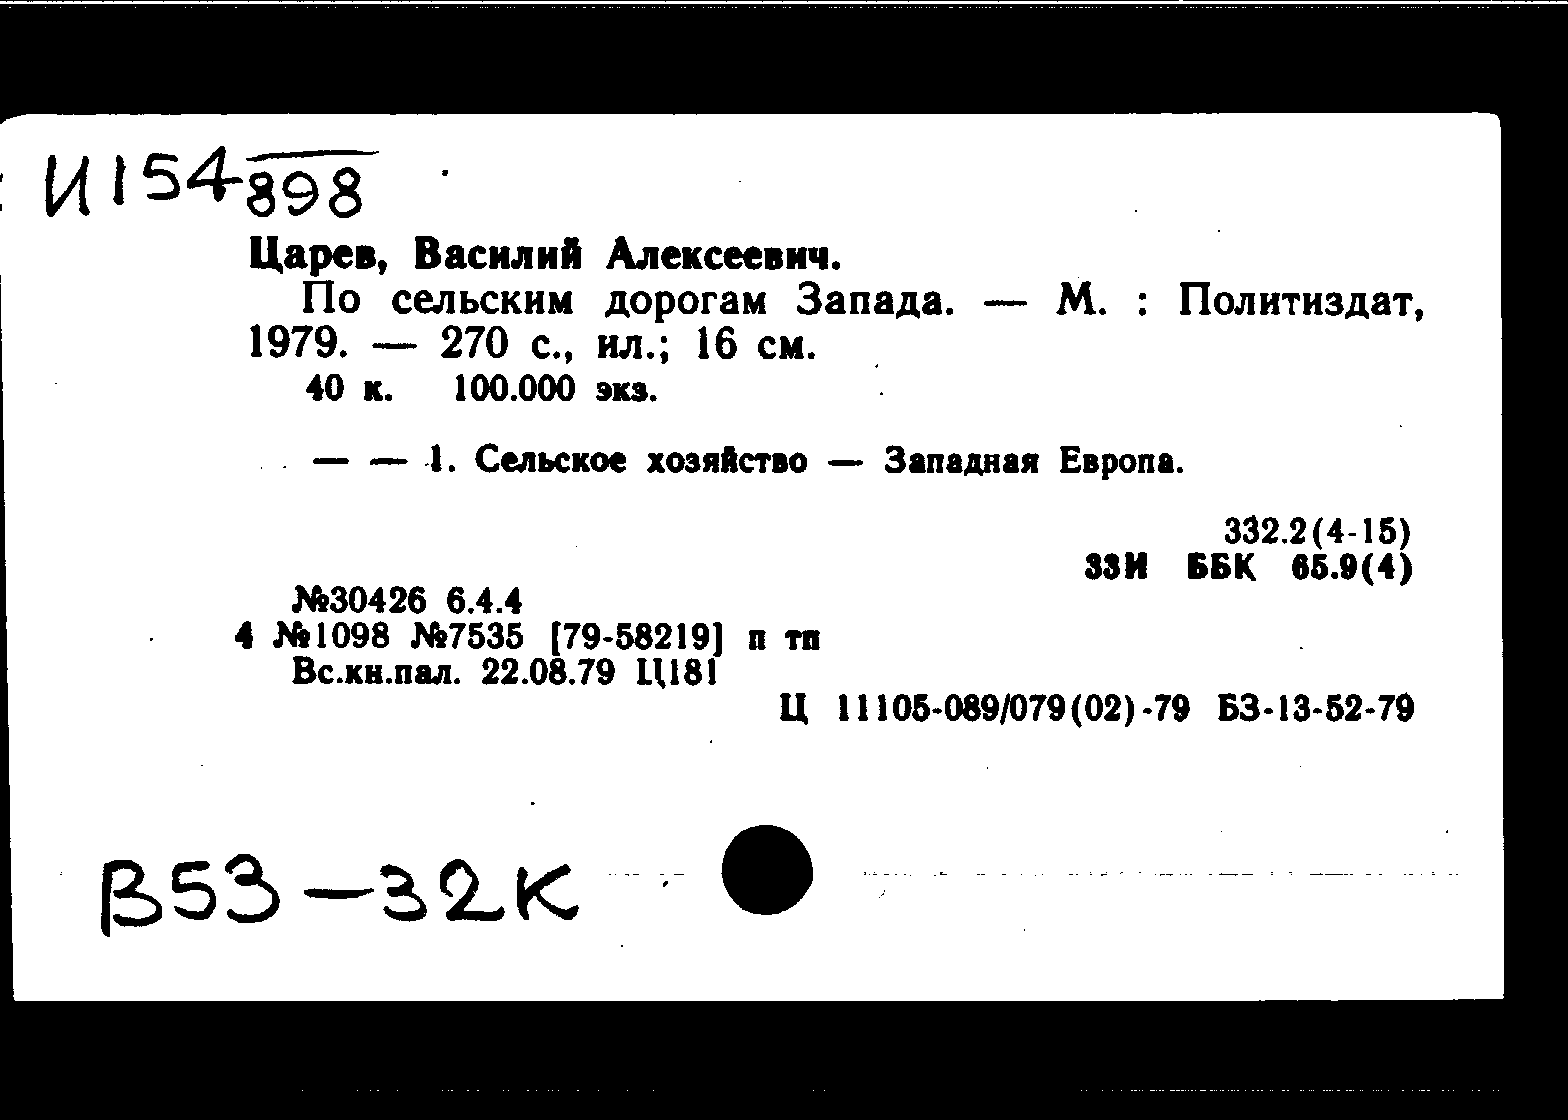 И 154 898
Царев, Василий Алексеевич.
По сельским дорогам Запада. — М. : Политиздат,
1979. — 270 с., ил.; 16 см.
40 к. 100.000 экз.
— — 1. Сельское хозяйство — Западная Европа.
332.2(4-15)
33И ББК 65.9(4)
№30426 6.4.4
4 №1098 №7535 [79-58219] п тп
Вс.кн.пал. 22.08.79 Ц181
Ц 11105-089/079(02)-79 БЗ-13-52-79
В53-32К